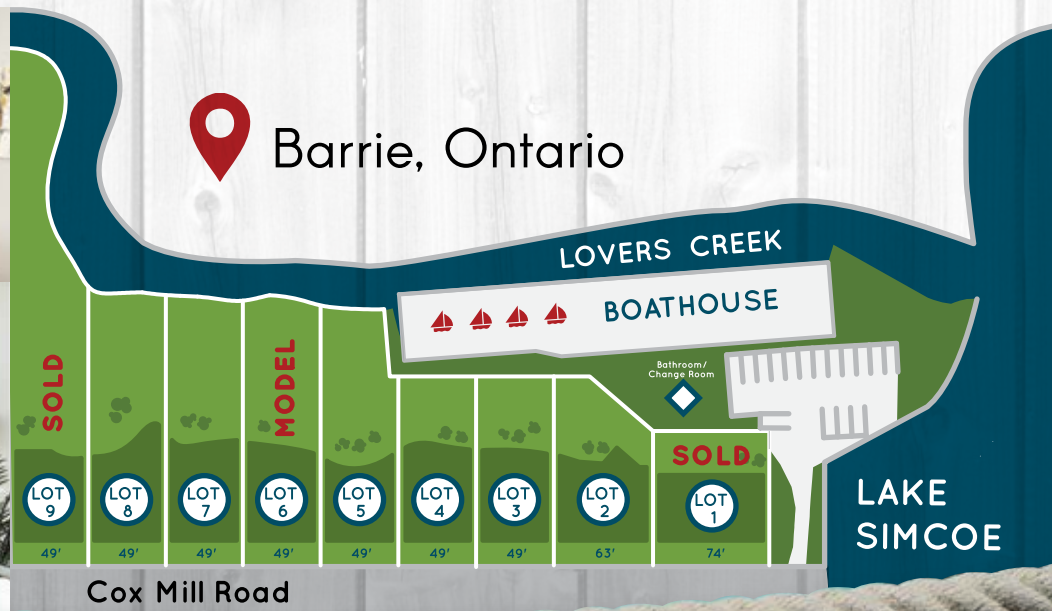 Barrie, Ontario
LOVERS CREEK
BOATHOUSE
Bathroom/
Change Room
SOLD
MODEL
SOLD
LOT
9
LOT
8
LOT
7
LOT
6
LOT
5
LOT
4
LOT
3
LOT
2
LOT
1
49'
49'
49'
49'
49'
49'
49'
63'
74'
LAKE
SIMCOE
Cox Mill Road